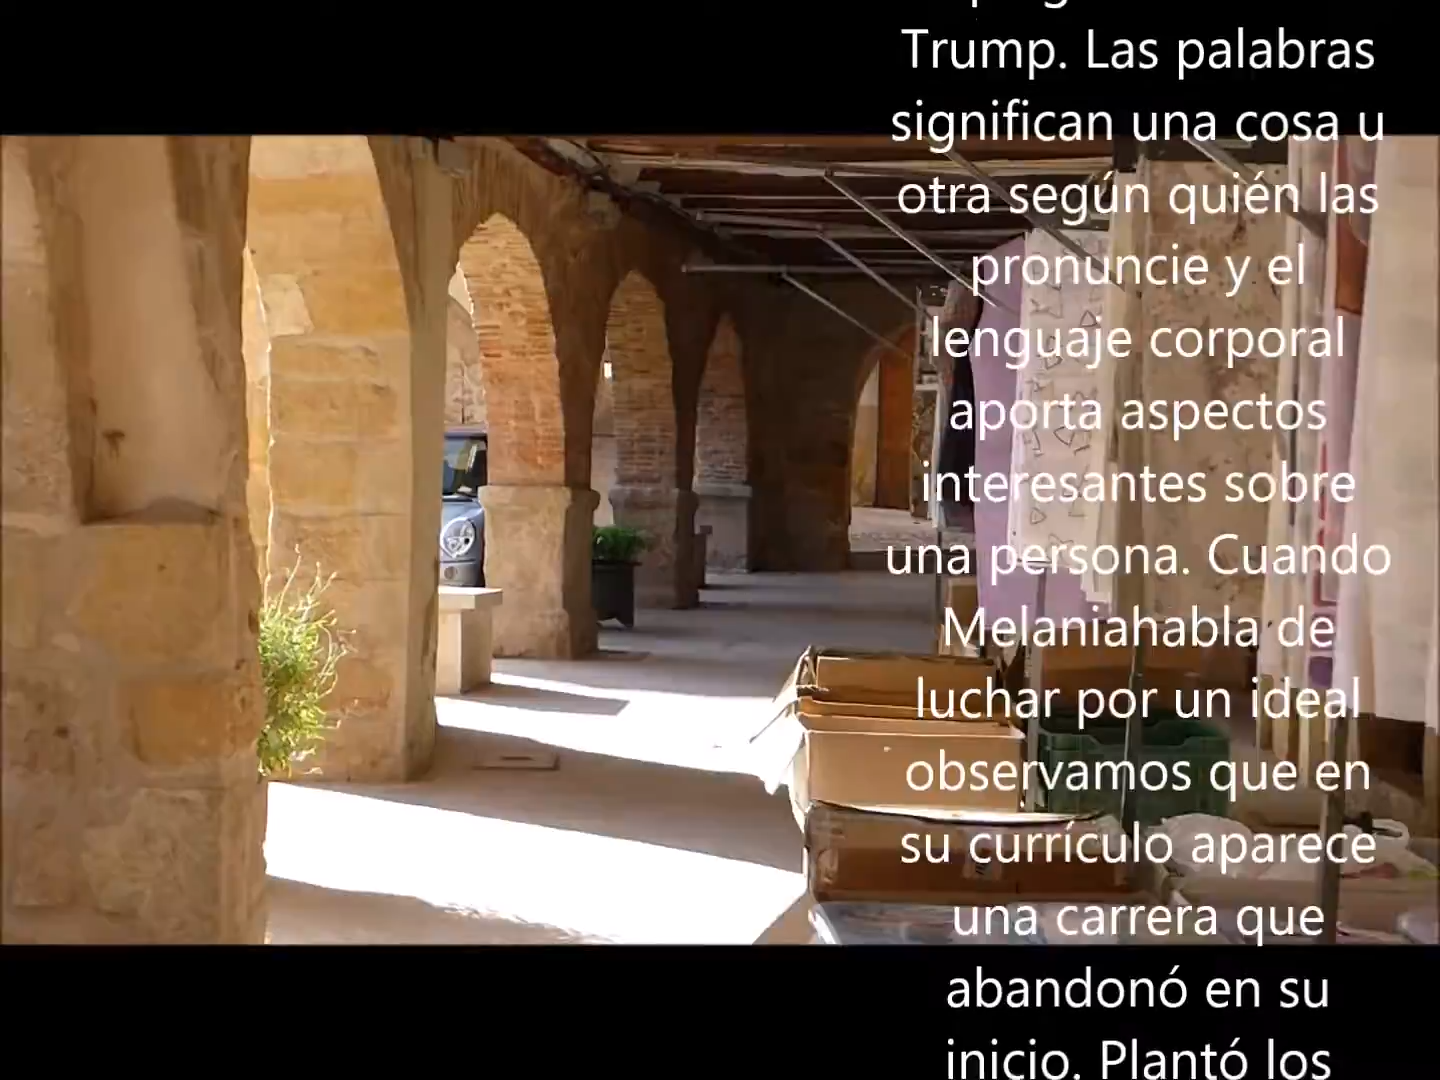 Trump. Las palabras
significan una cosa u
otra según quién las
pronuncie y el
lenguaje corporal
aporta aspectos
interesantes sobre
una persona. Cuando
Melaniahabla de
luchar por un ideal
observamos que en
su currículo aparece
una carrera que
abandonó en su
inicio. Plantó los